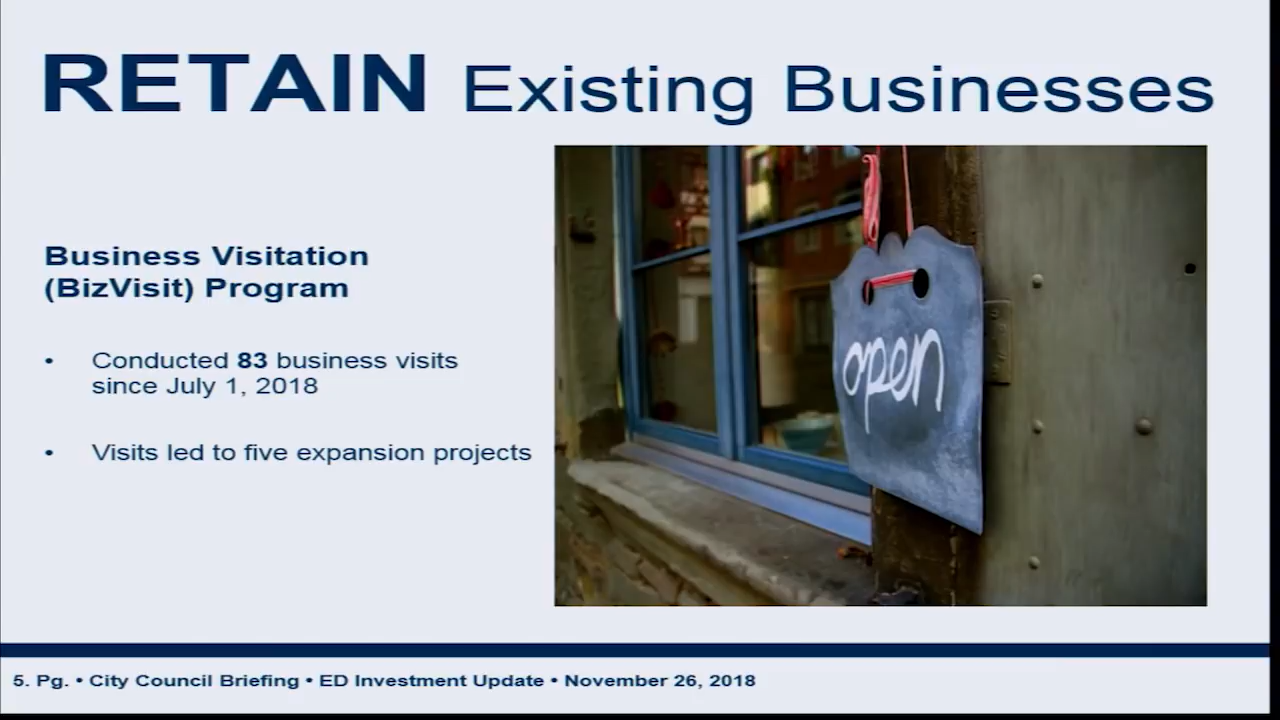 RETAIN Existing Businesses
Business Visitation
(BizVisit) Program
• Conducted 83 business visits
since July 1, 2018
• Visits led to five expansion projects
open
5. Pg. • City Council Briefing • ED Investment Update • November 26, 2018